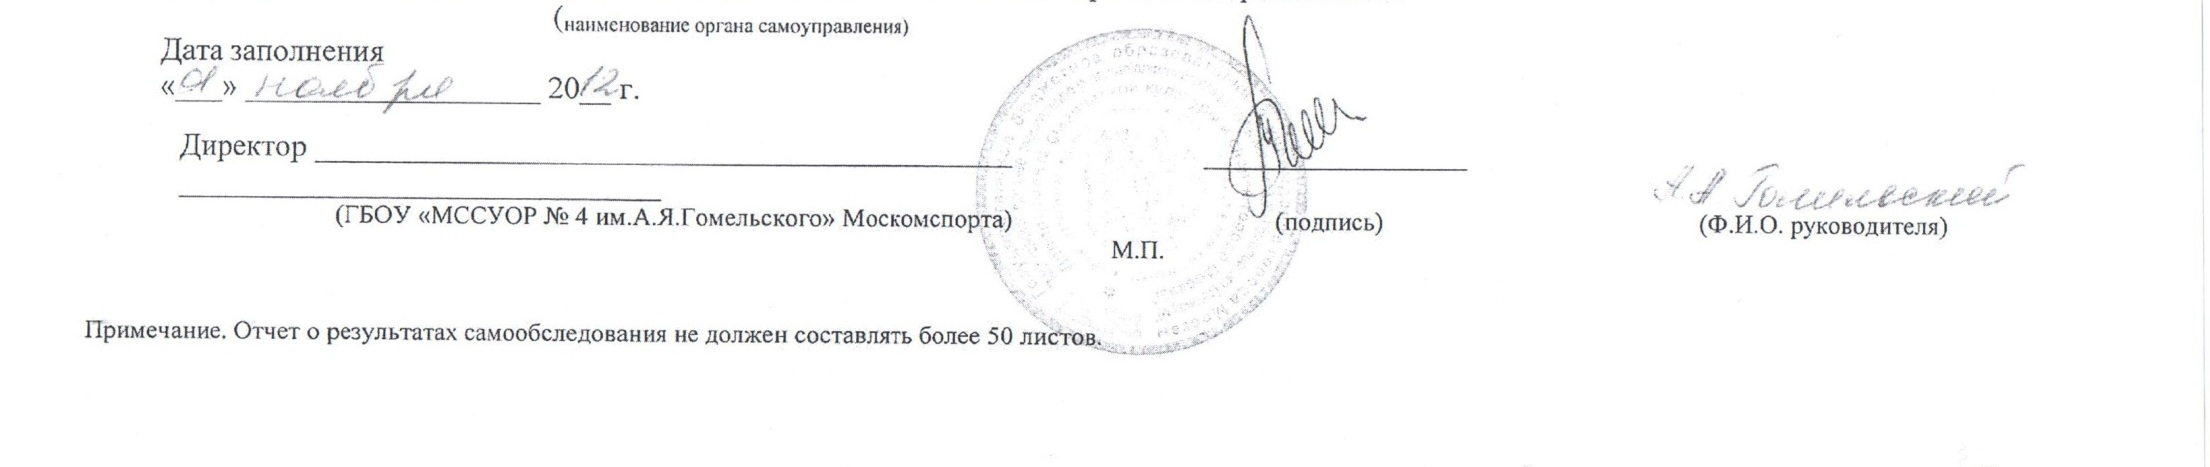 (наименование органа самоуправления)
Дата заполнения
«01» ноября 2012 г.
Директор
(ГБОУ «МССУОР № 4 им.А.Я.Гомельского» Москомспорта)
(подпись)
А А Гомельский
(Ф.И.О. руководителя)
М.П.
Примечание. Отчет о результатах самообследования не должен составлять более 50 листов.